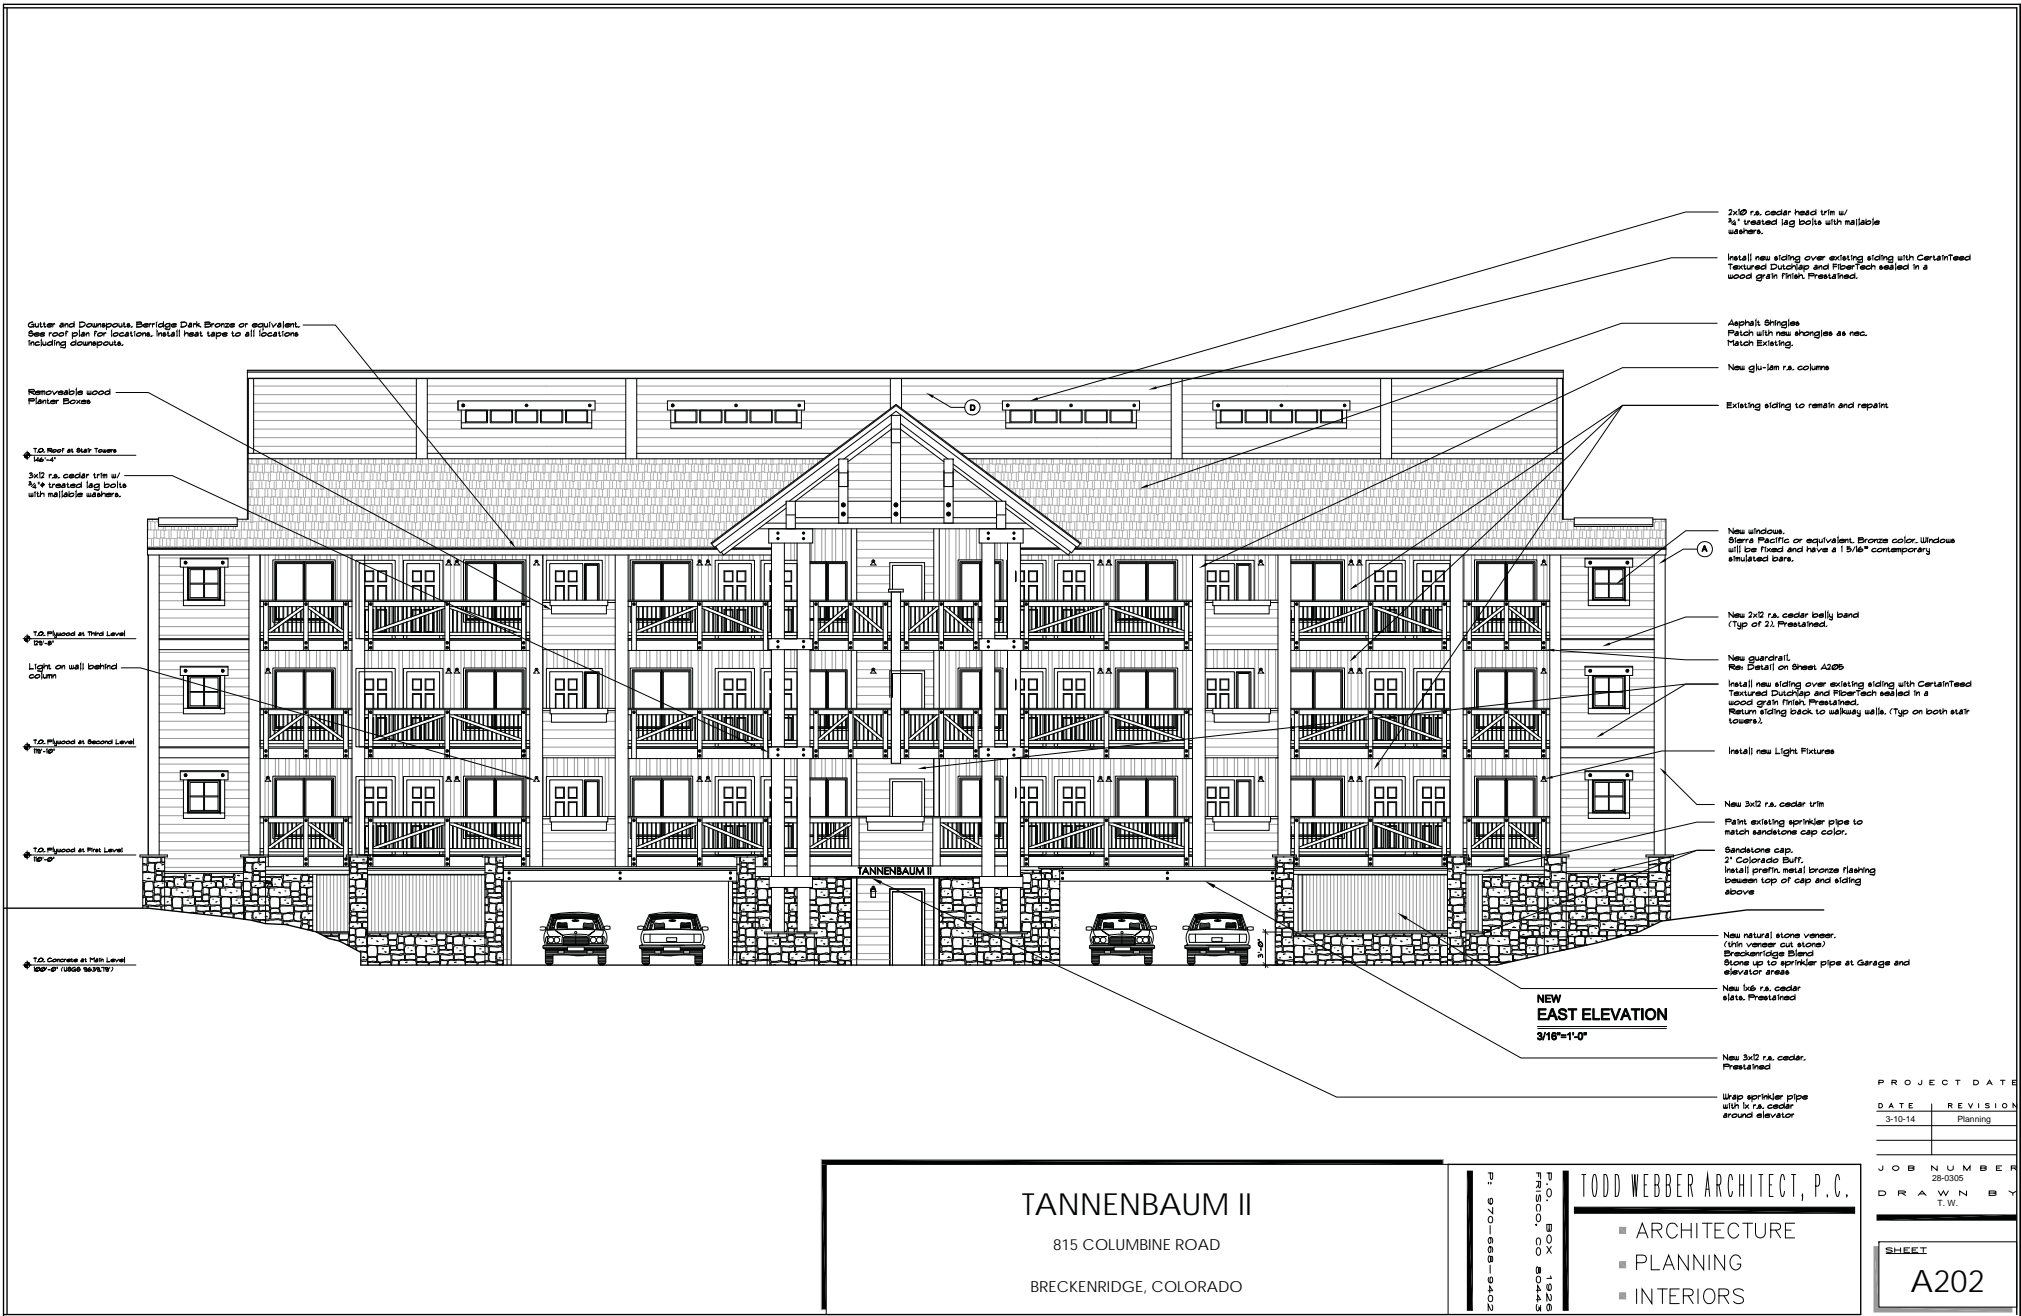 2x10 r.s. cedar head trim w/
3/4" treated lag bolts with mallable
washers.
Install new siding over existing siding with CertainTeed
Textured Dutchlap and FiberTech sealed in a
wood grain finish. Prestained.
Asphalt Shingles
Patch with new shongles as nec.
Match Existing.
New glu-lam r.s. columns
Existing siding to remain and repaint
Gutter and Downspouts. Berridge Dark Bronze or equivalent.
See roof plan for locations. Install heat tape to all locations
including downspouts.
Removeable wood
Planter Boxes
T.O. Roof at Stair Towers
146'-4"
3x12 r.s. cedar trim w/
3/4"φ treated lag bolts
with mallable washers.
T.O. Plywood at Third Level
Light on wall behind
column
T.O. Plywood at Second Level
119'-10"
T.O. Plywood at First Level
110'-0"
T.O. Concrete at Main Level
100'-0"
D
A
New windows.
Sierra Pacific or equivalent. Bronze color. Windows
will be fixed and have a 1 5/16" contemporary
simulated bars.
New 2x12 r.s. cedar belly band
(Typ of 2). Prestained.
New guardrail.
Re: Detail on Sheet A205
Install new siding over existing siding with CertainTeed
Textured Dutchlap and FiberTech sealed in a
wood grain finish. Prestained.
Return siding back to walkway walls. (Typ on both stair
towers).
Install new Light Fixtures
New 3x12 r.s. cedar trim
Paint existing sprinkler pipe to
match sandstone cap color.
Sandstone cap.
2" Colorado Buff.
Install prefin. metal bronze flashing
beween top of cap and siding
above
New natural stone veneer.
(thin veneer cut stone)
Breckenridge Blend
Stone up to sprinkler pipe at Garage and
elevator areas
New 1x6 r.s. cedar
slats. Prestained
New 3x12 r.s. cedar.
Prestained
Wrap sprinkler pipe
with 1x r.s. cedar
around elevator
TANNENBAUM II
3'-0"
NEW
EAST ELEVATION
3/16"=1'-0"
TANNENBAUM II
815 COLUMBINE ROAD
BRECKENRIDGE, COLORADO
P.O. BOX 1926
FRISCO, CO 80443
P: 970-668-9402
TODD WEBBER ARCHITECT, P.C.
ARCHITECTURE
PLANNING
INTERIORS
PROJECT DATE
DATE REVISION
3-10-14 Planning
JOB NUMBER
28-0305
DRAWN BY
T. W.
SHEET
A202